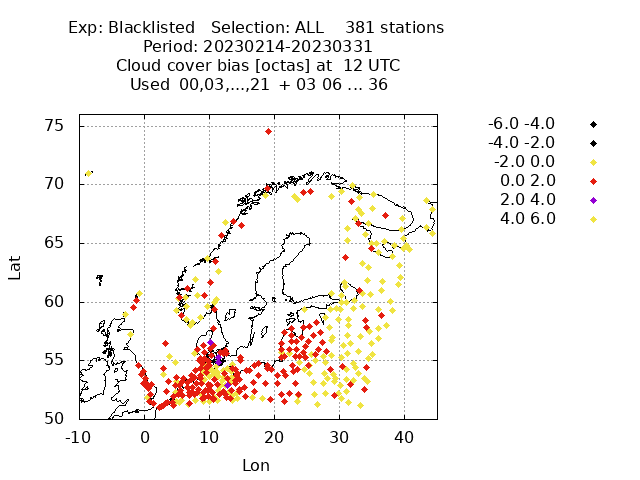 Exp: Blacklisted Selection: ALL 381 stations
Period: 20230214-20230331
Cloud cover bias [octas] at 12 UTC
Used 00,03,...,21 + 03 06 ... 36
75
70
65
60
55
50
Lat
-10 0 10 20 30 40
Lon
-6.0 -4.0
-4.0 -2.0
-2.0 0.0
0.0 2.0
2.0 4.0
4.0 6.0